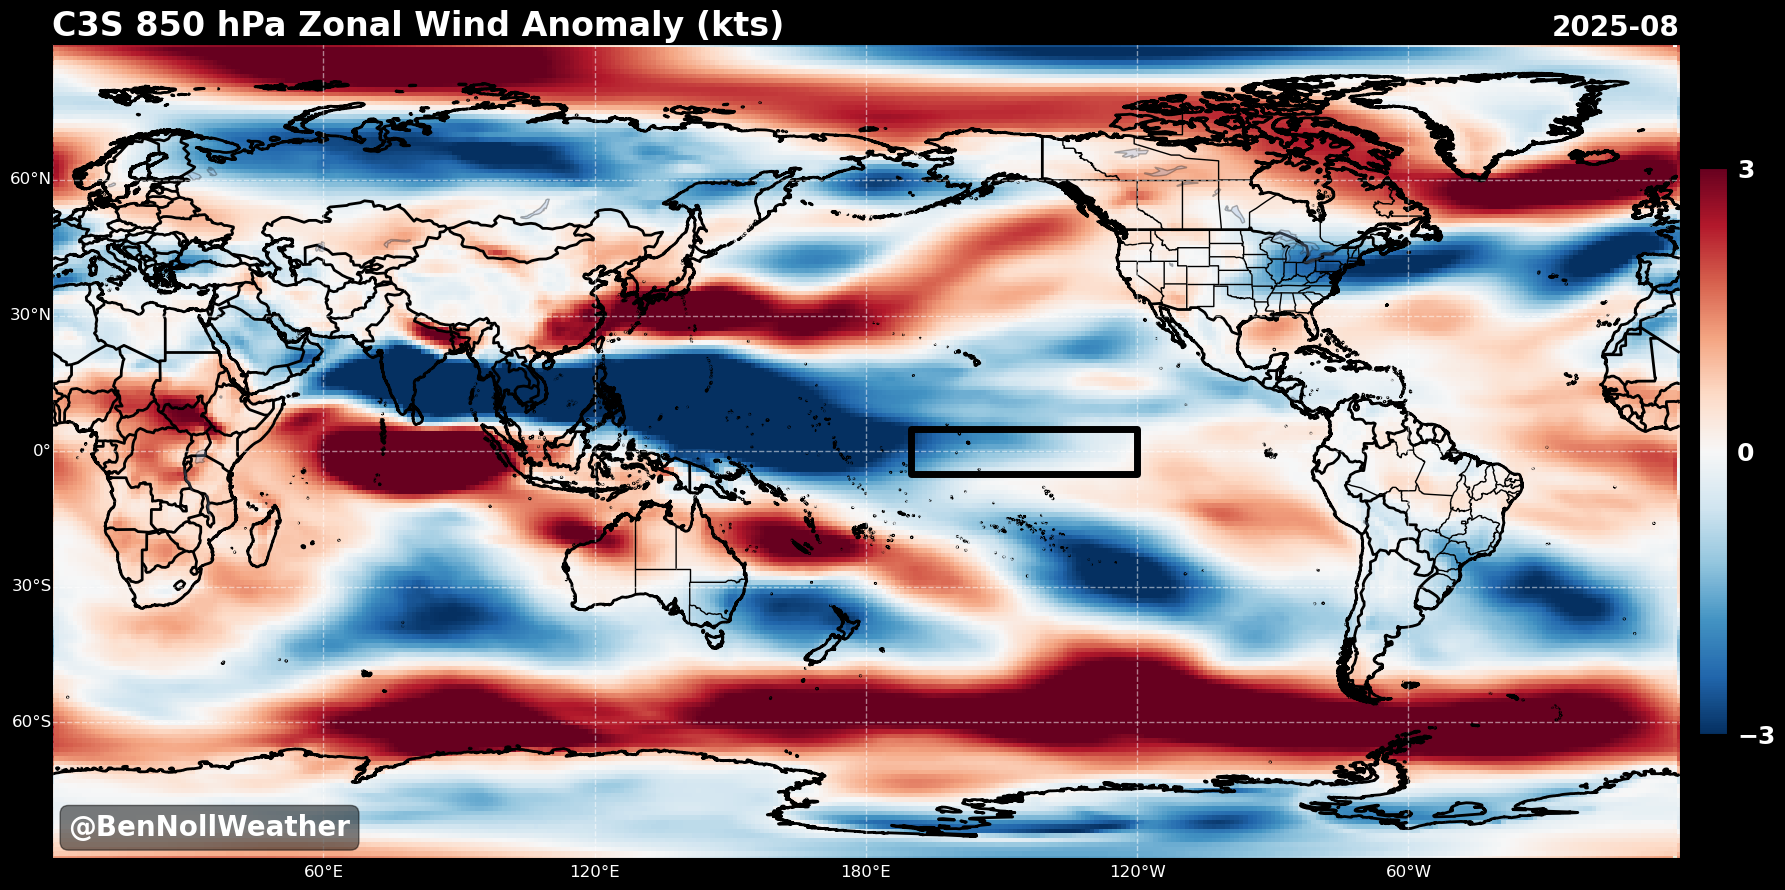 C3S 850 hPa Zonal Wind Anomaly (kts)
2025-08
60°N
30°N
0°
30°S
60°S
60°E
120°E
180°E
120°W
60°W
3
0
−3
@BenNollWeather